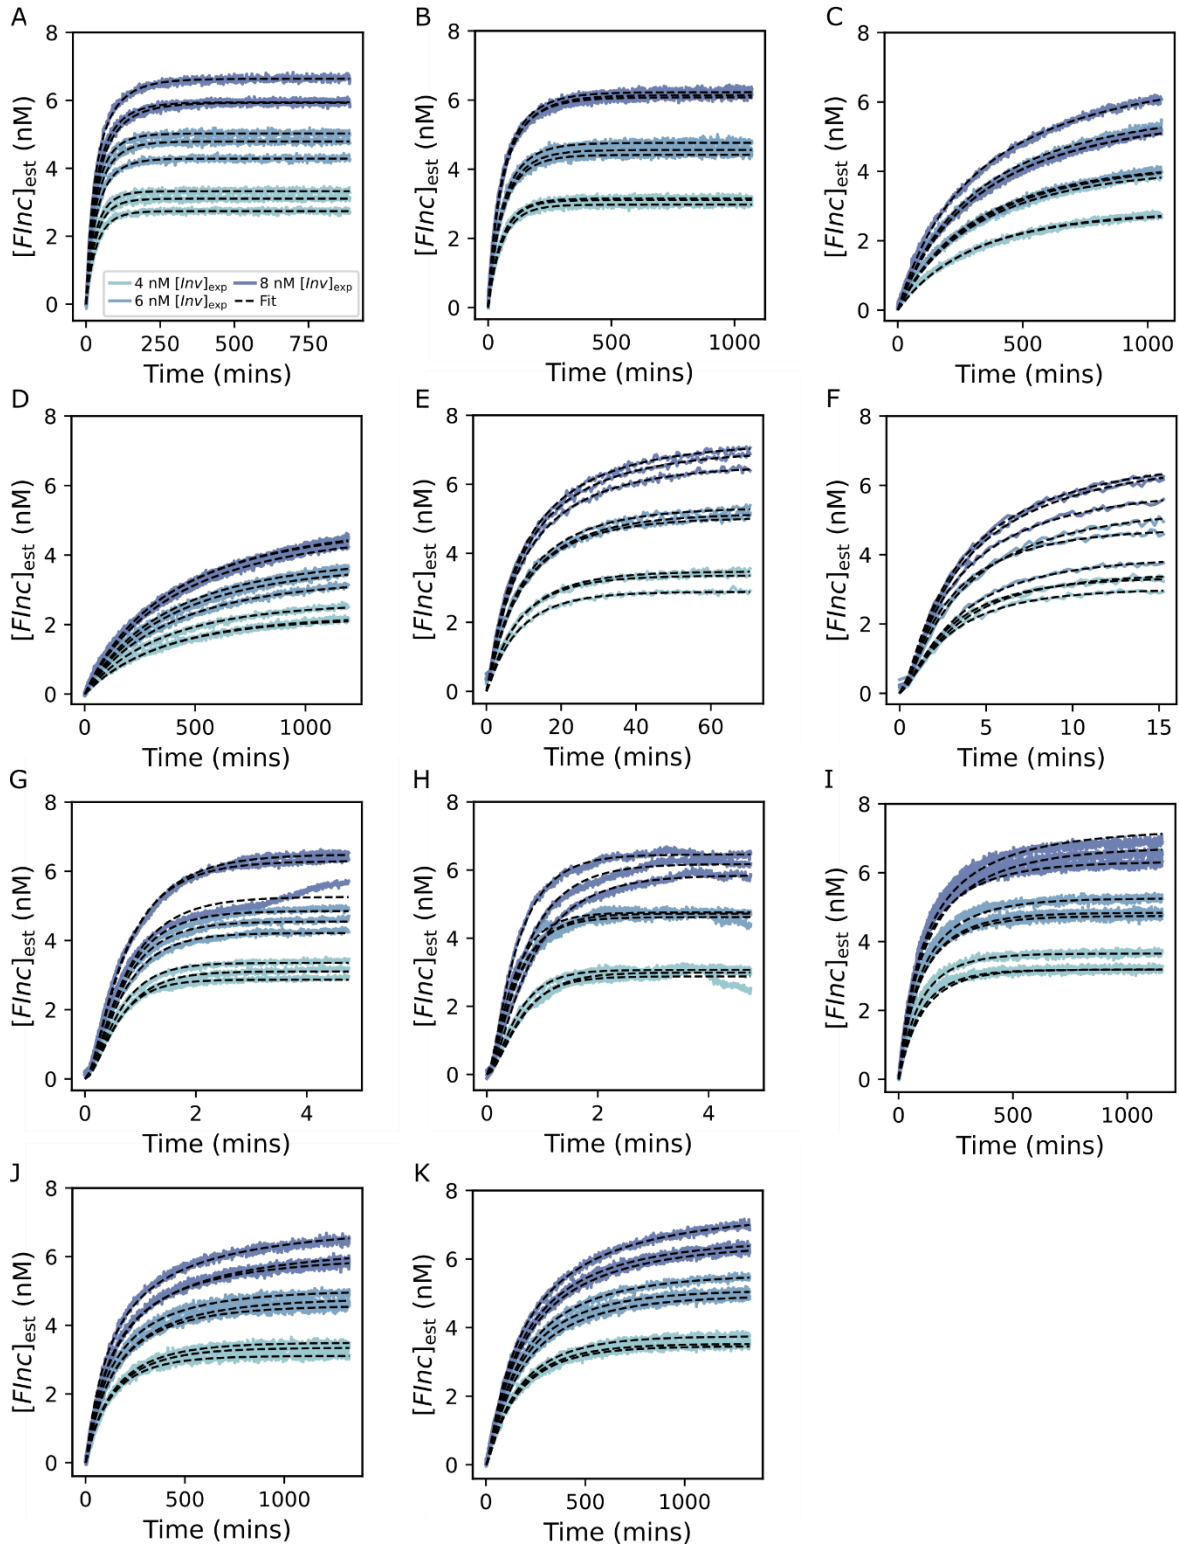 A
[FInc]est (nM)
8
6
4
2
0
4 nM [Inv]exp
8 nM [Inv]exp
6 nM [Inv]exp
Fit
0 250 500 750
Time (mins)
B
[FInc]est (nM)
8
6
4
2
0
0 500 1000
Time (mins)
C
[FInc]est (nM)
8
6
4
2
0
0 500 1000
Time (mins)
D
[FInc]est (nM)
8
6
4
2
0
0 500 1000
Time (mins)
E
[FInc]est (nM)
8
6
4
2
0
0 20 40 60
Time (mins)
F
[FInc]est (nM)
8
6
4
2
0
0 5 10 15
Time (mins)
G
[FInc]est (nM)
8
6
4
2
0
0 2 4
Time (mins)
H
[FInc]est (nM)
8
6
4
2
0
0 2 4
Time (mins)
I
[FInc]est (nM)
8
6
4
2
0
0 500 1000
Time (mins)
J
[FInc]est (nM)
8
6
4
2
0
0 500 1000
Time (mins)
K
[FInc]est (nM)
8
6
4
2
0
0 500 1000
Time (mins)